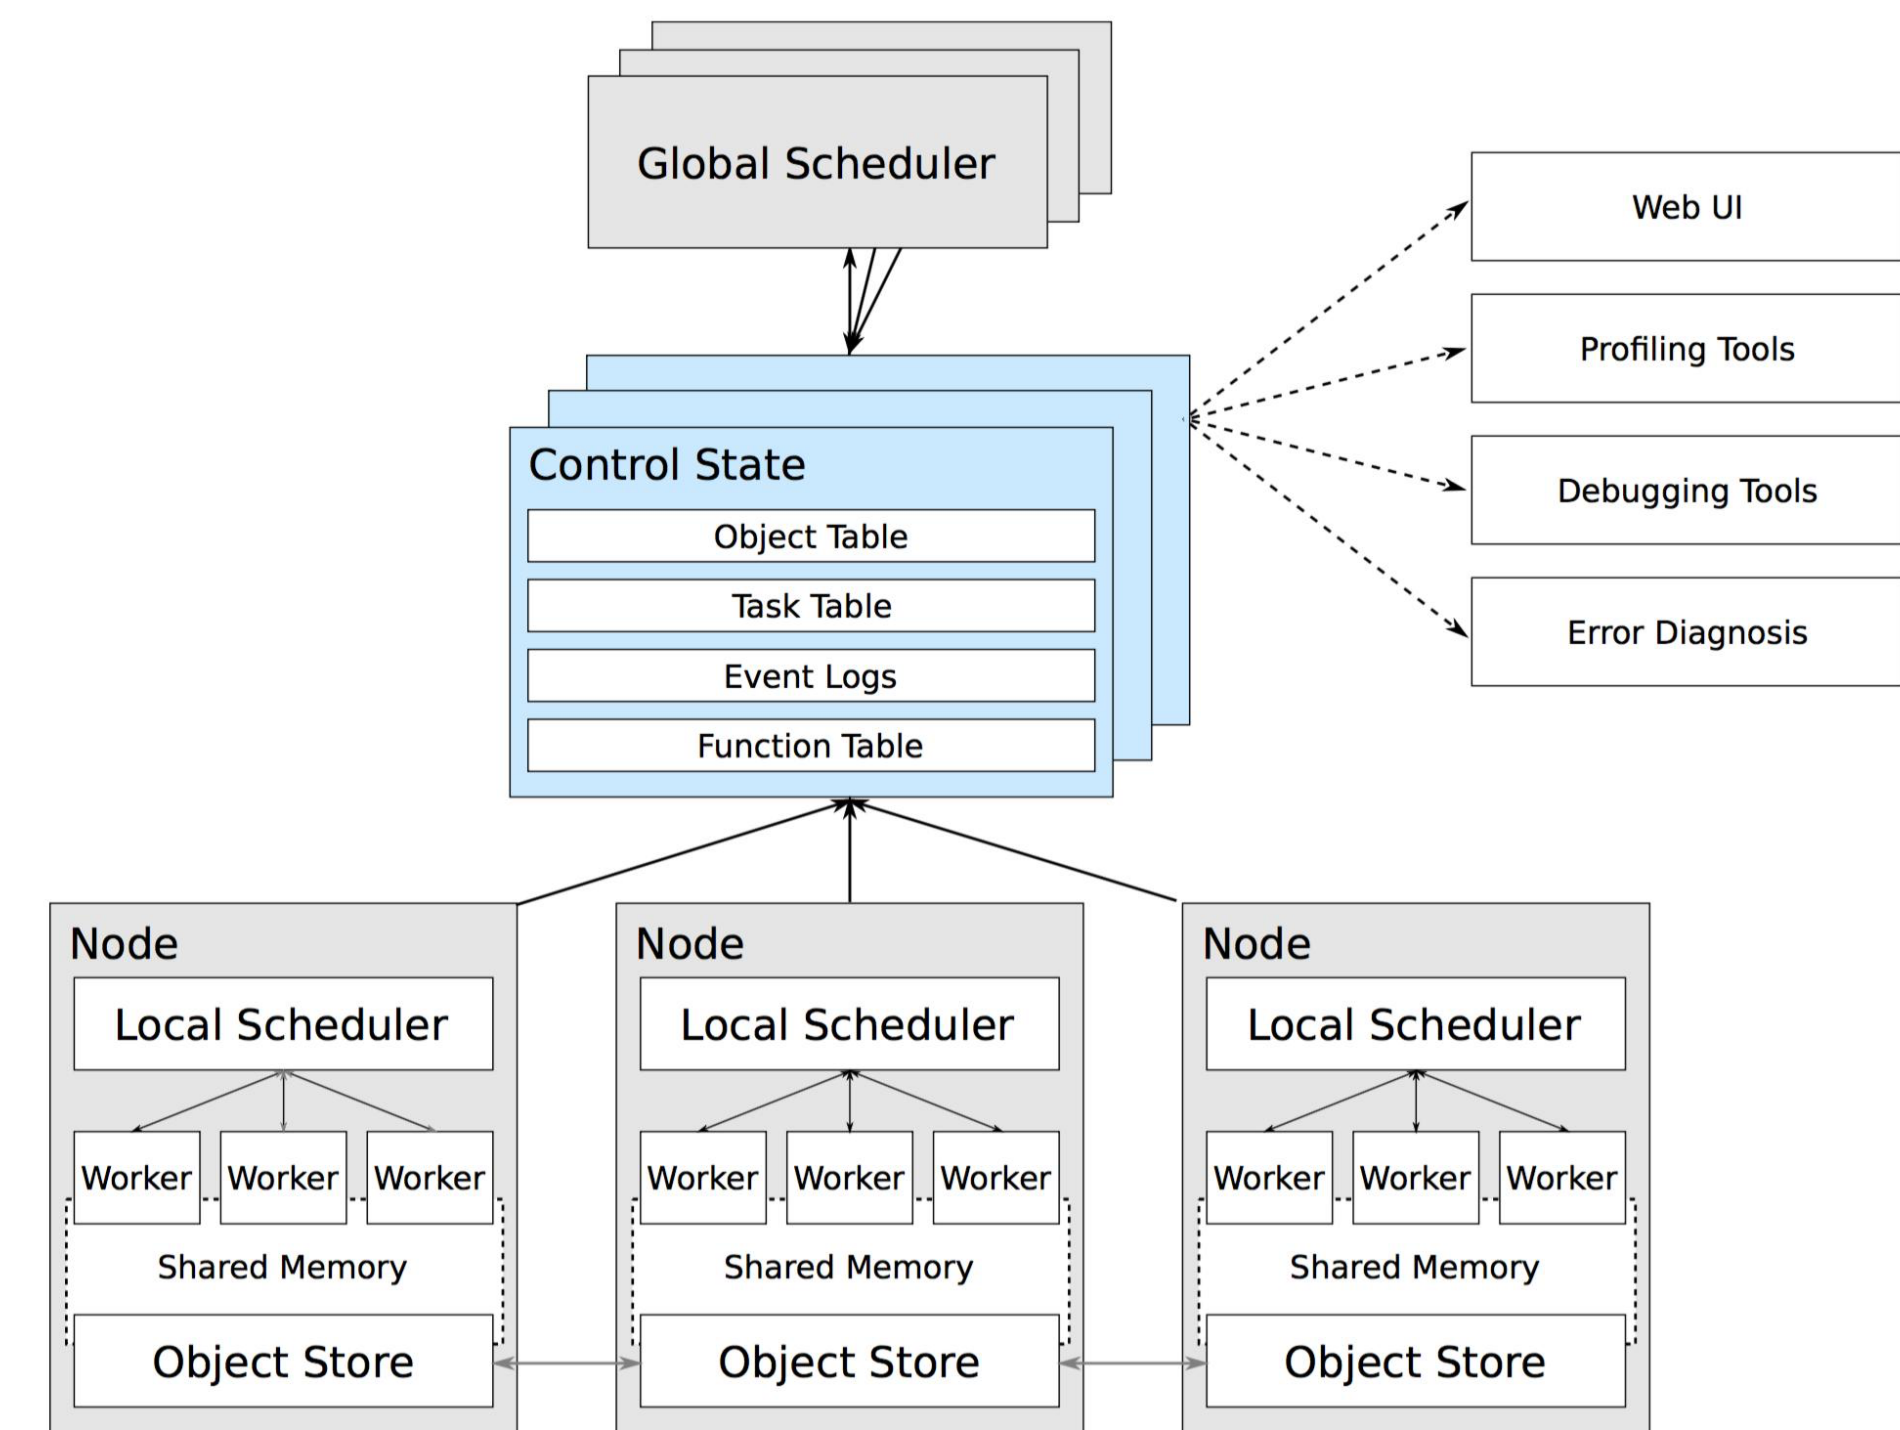 Global Scheduler
Web UI
Profiling Tools
Debugging Tools
Error Diagnosis
Control State
Object Table
Task Table
Event Logs
Function Table
Node
Local Scheduler
Worker Worker Worker
Shared Memory
Object Store
Node
Local Scheduler
Worker Worker Worker
Shared Memory
Object Store
Node
Local Scheduler
Worker Worker Worker
Shared Memory
Object Store